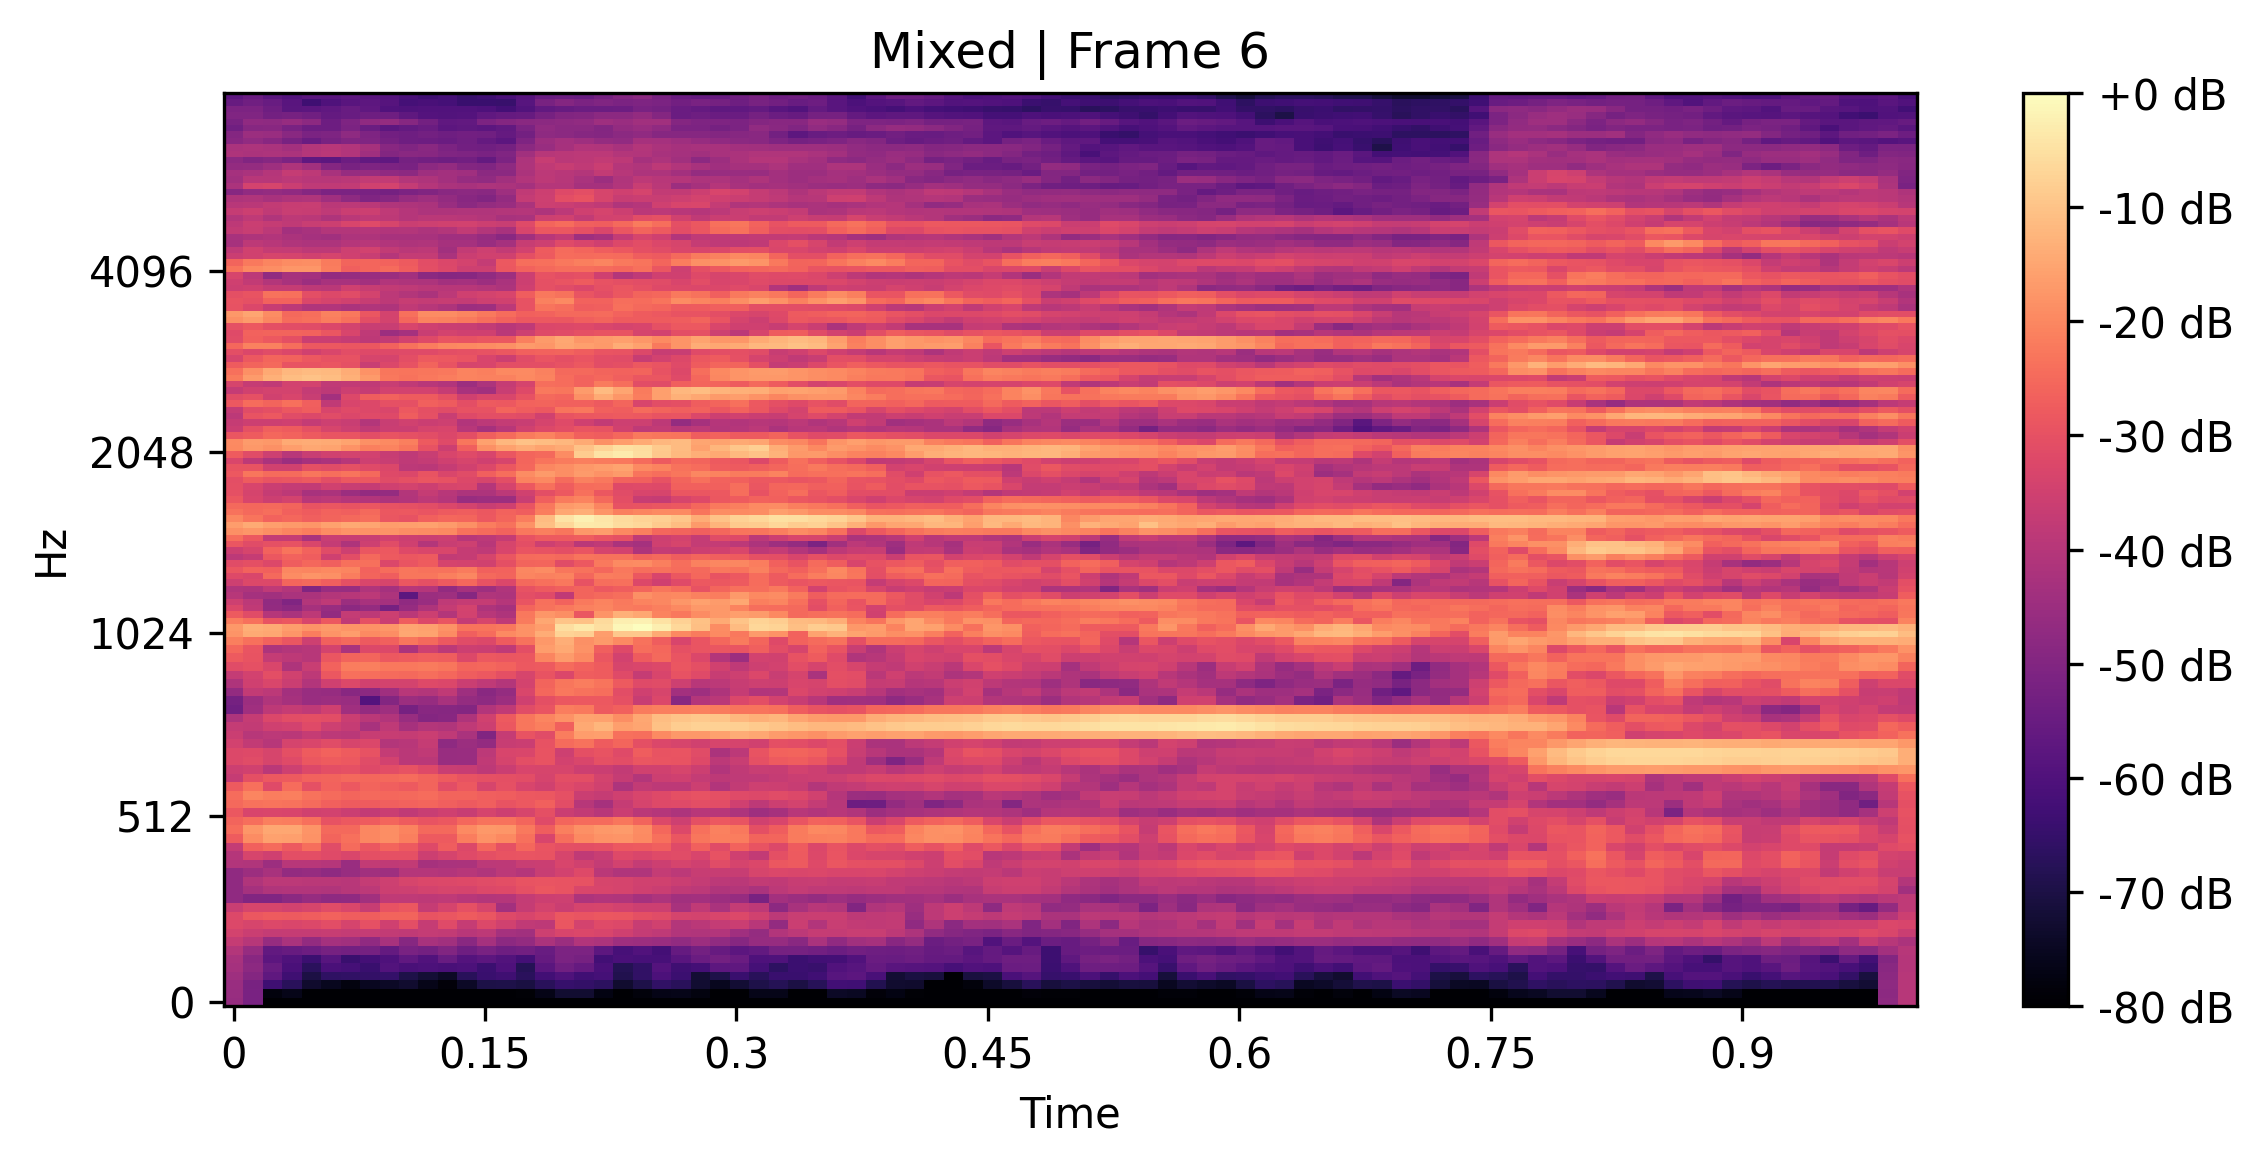 Mixed | Frame 6
Hz
4096
2048
1024
512
0
0 0.15 0.3 0.45 0.6 0.75 0.9
Time
+0 dB
-10 dB
-20 dB
-30 dB
-40 dB
-50 dB
-60 dB
-70 dB
-80 dB